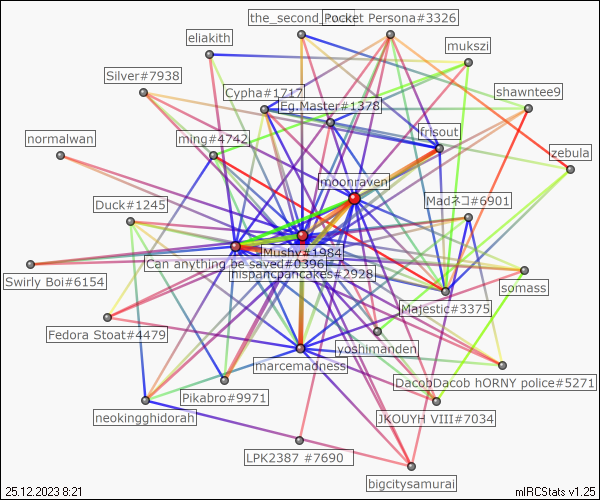 the_second_
Pocket Persona#3326
eliakith
mukszi
Silver#7938
Cypha#1717
shawntee9
Eg.Master#1378
frisout
normalwan
ming#4742
zebula
moonraven
Duck#1245
Madネコ#6901
Mushy#1984
Can anything be saved#0396
hispanicpancakes#2928
Swirly Boi#6154
somass
Majestic#3375
Fedora Stoat#4479
yoshimanden
marcemadness
DacobDacob hORNY police#5271
Pikabro#9971
neokingghidorah
JKOUYH VIII#7034
LPK2387 #7690
bigcitysamurai
25.12.2023 8:21
mIRCStats v1.25